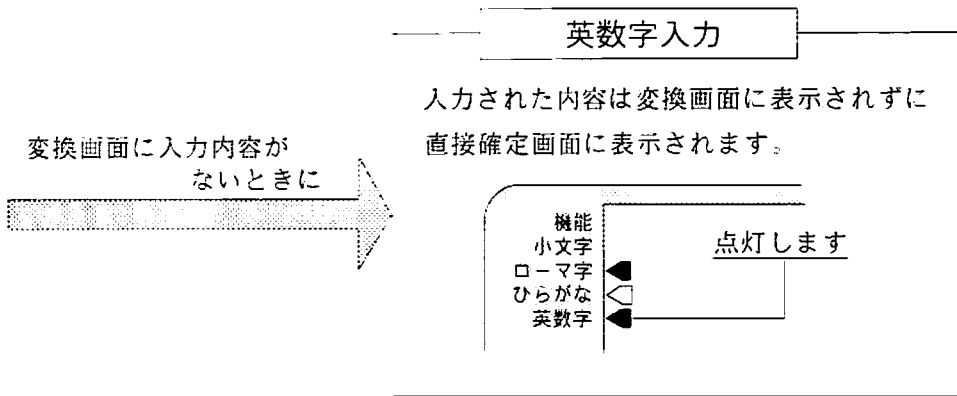 英数字入力
入力された内容は変換画面に表示されずに
直接確定画面に表示されます。
変換画面に入力内容が
ないときに
機能
小文字
ローマ字
ひらがな
英数字
点灯します